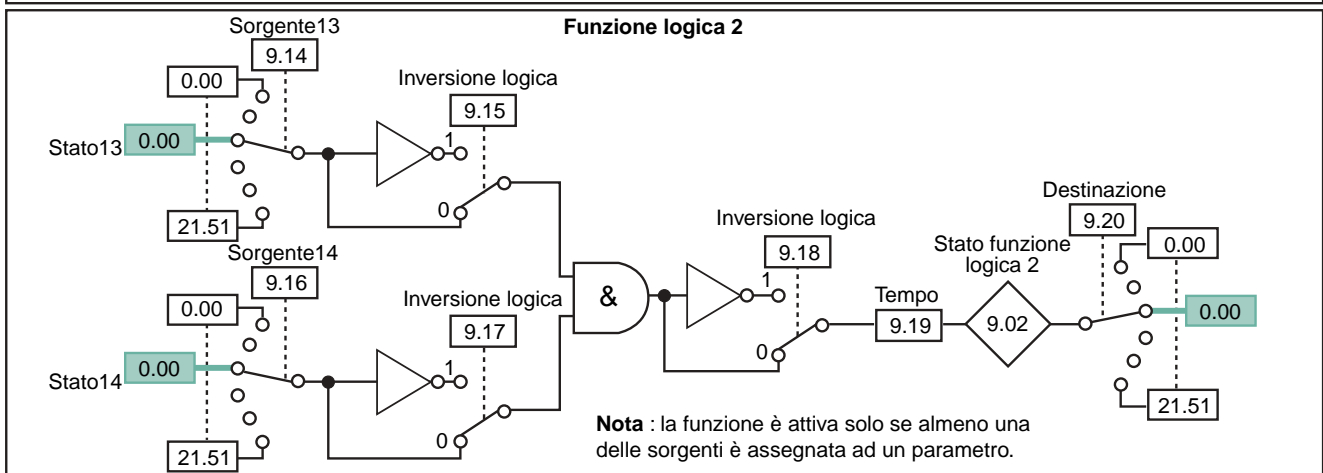 Funzione logica 2
Sorgente13
9.14
0.00
Inversione logica
9.15
Stato13
0.00
1
0
21.51
Sorgente14
9.16
0.00
Inversione logica
9.17
Stato14
0.00
1
0
21.51
&
Inversione logica
9.18
1
0
Tempo
9.19
Stato funzione
logica 2
9.02
Destinazione
9.20
0.00
0.00
21.51
Nota : la funzione è attiva solo se almeno una
delle sorgenti è assegnata ad un parametro.